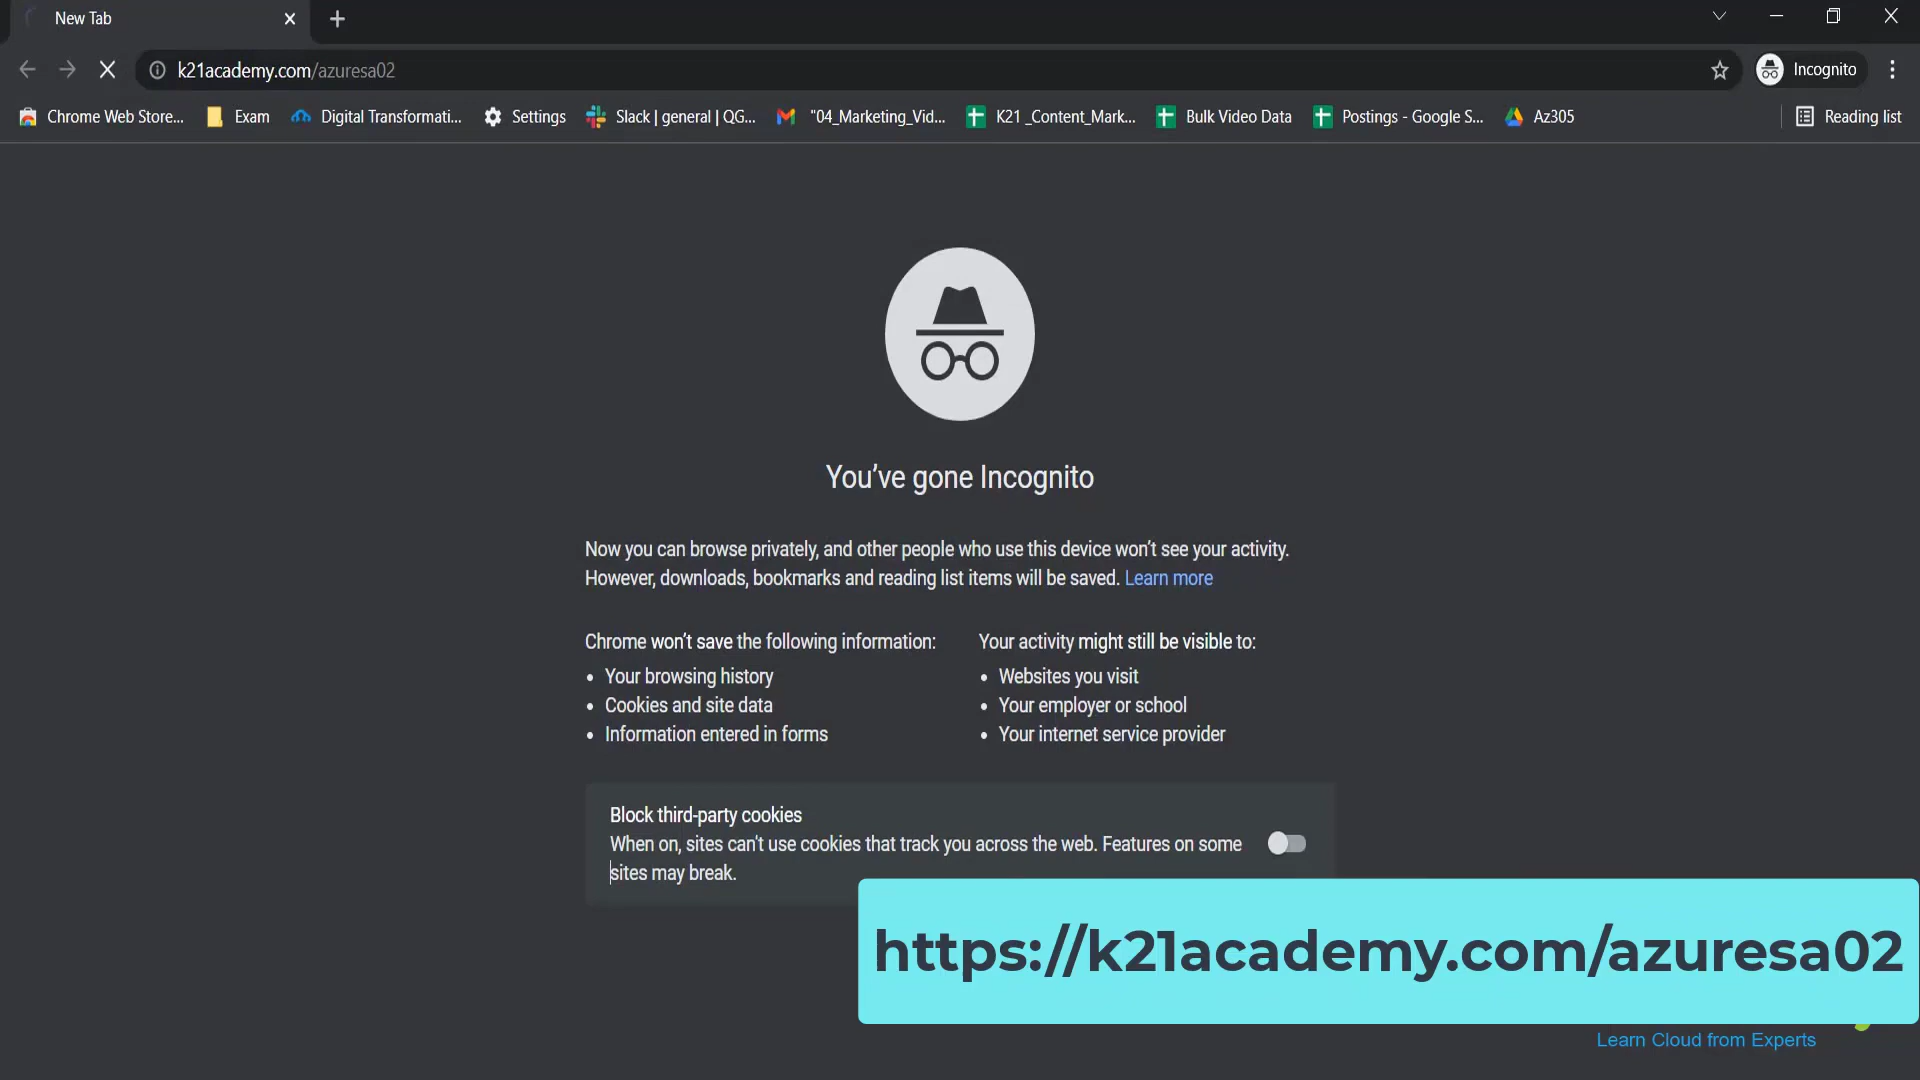 New Tab
k21academy.com/azuresa02
Incognito
Chrome Web Store...
Exam
Digital Transformati...
Settings
Slack | general | QG...
"04_Marketing_Vid...
K21 _Content_Mark...
Bulk Video Data
Postings - Google S...
Az305
Reading list
You've gone Incognito
Now you can browse privately, and other people who use this device won't see your activity.
However, downloads, bookmarks and reading list items will be saved. Learn more
Chrome won't save the following information:
Your browsing history
Cookies and site data
Information entered in forms
Your activity might still be visible to:
Websites you visit
Your employer or school
Your internet service provider
Block third-party cookies
When on, sites can't use cookies that track you across the web. Features on some
sites may break.
https://k21academy.com/azuresa02
Learn Cloud from Experts